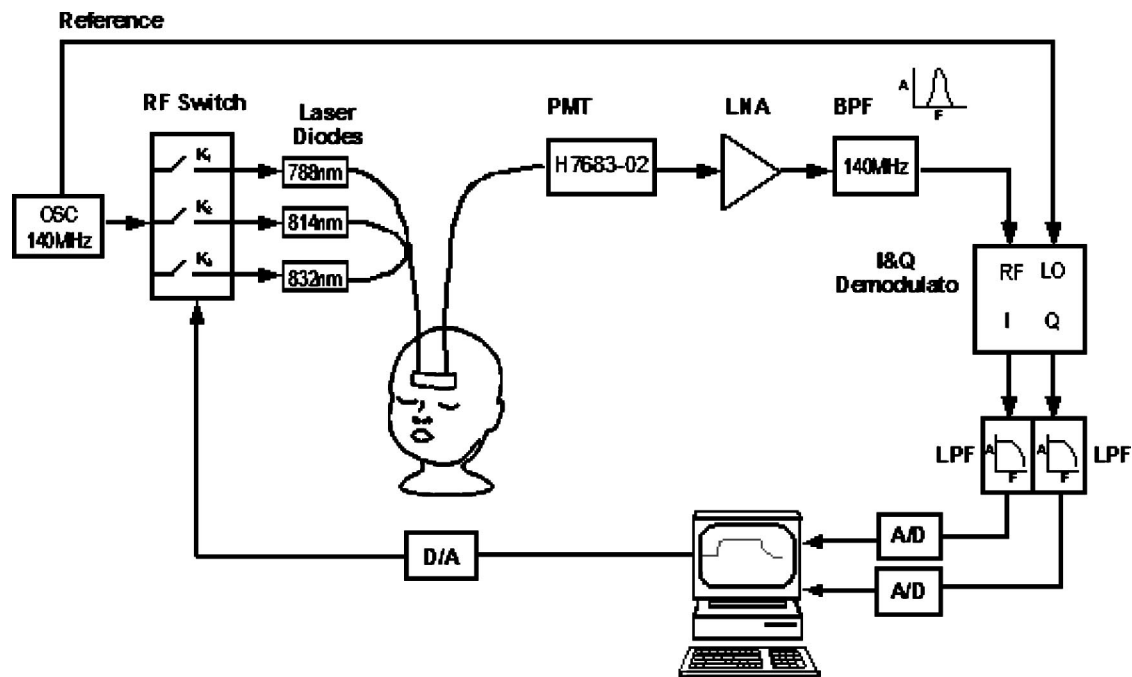 Reference
RF Switch
Laser
Diodes
PMT
LNA
BPF
A
F
K₁
K₂
K₃
788nm
814nm
832nm
OSC
140MHz
H7683-02
140MHz
I&Q
Demodulato
RF LO
I Q
LPF
A
F
A
F
LPF
D/A
A/D
A/D